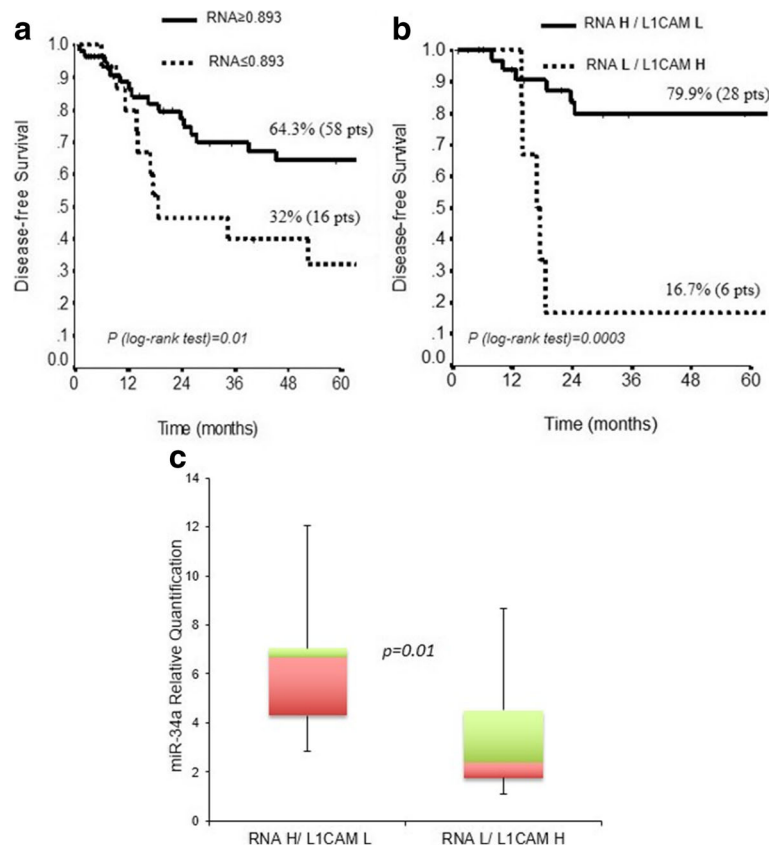 a
RNA≥0.893
RNA≤0.893
Disease-free Survival
1.0
.9
.8
.7
.6
.5
.4
.3
.2
.1
0.0
64.3% (58 pts)
32% (16 pts)
P (log-rank test)=0.01
0 12 24 36 48 60
Time (months)
b
RNA H / L1CAM L
RNA L / L1CAM H
Disease-free Survival
1.0
.9
.8
.7
.6
.5
.4
.3
.2
.1
0.0
79.9% (28 pts)
16.7% (6 pts)
P (log-rank test)=0.0003
0 12 24 36 48 60
Time (months)
c
miR-34a Relative Quantification
14
12
10
8
6
4
2
0
p=0.01
RNA H/ L1CAM L
RNA L/ L1CAM H